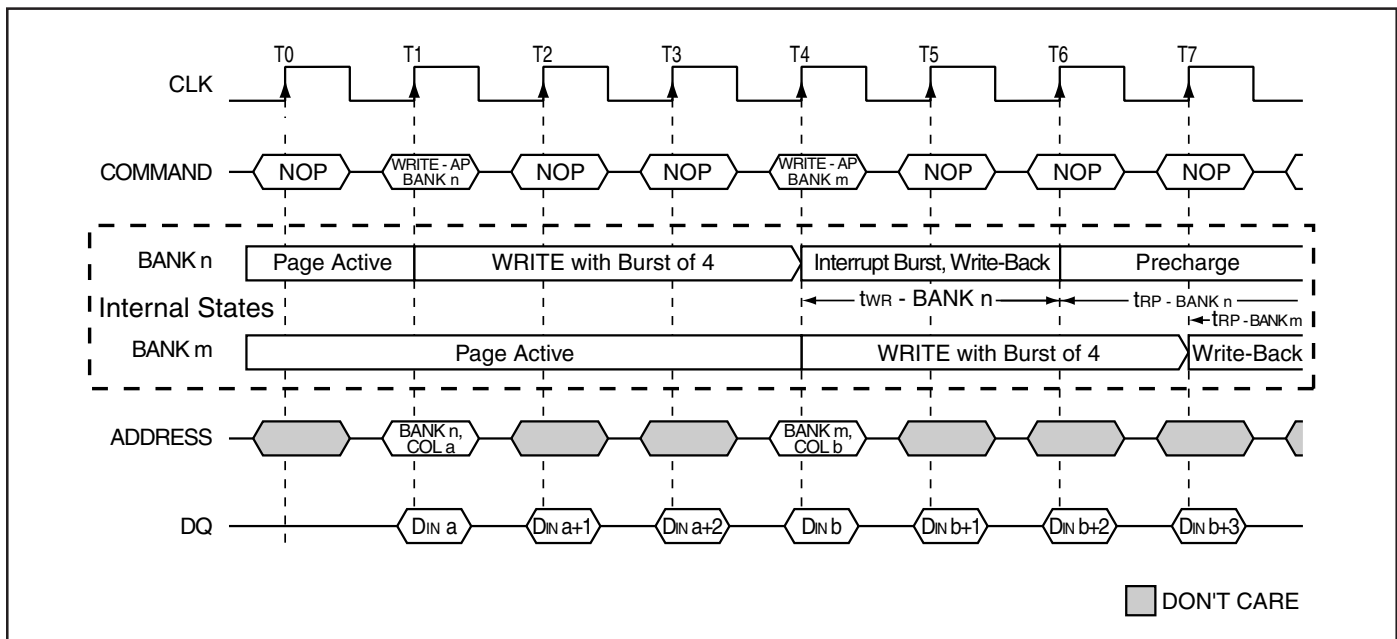 T0 T1 T2 T3 T4 T5 T6 T7
CLK
COMMAND NOP WRITE - AP BANK n NOP NOP WRITE - AP BANK m NOP NOP NOP
BANK n Page Active WRITE with Burst of 4 Interrupt Burst, Write-Back Precharge
Internal States tWR - BANK n tRP - BANK n
tRP - BANK m
BANK m Page Active WRITE with Burst of 4 Write-Back
ADDRESS BANK n, COL a BANK m, COL b
DQ DIN a DIN a+1 DIN a+2 DIN b DIN b+1 DIN b+2 DIN b+3
DON'T CARE